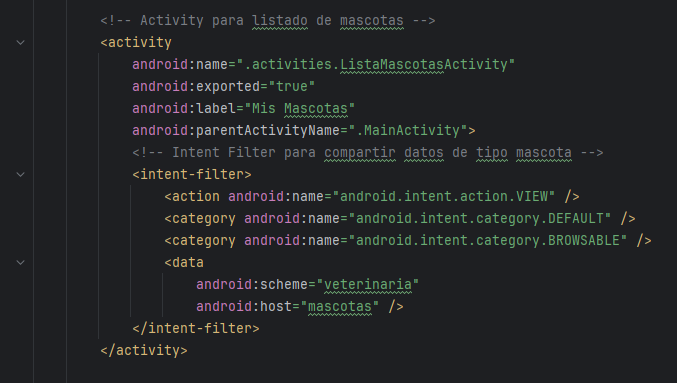 <!-- Activity para listado de mascotas -->
<activity
android:name=".activities.ListaMascotasActivity"
android:exported="true"
android:label="Mis Mascotas"
android:parentActivityName=".MainActivity">
<!-- Intent Filter para compartir datos de tipo mascota -->
<intent-filter>
<action android:name="android.intent.action.VIEW" />
<category android:name="android.intent.category.DEFAULT" />
<category android:name="android.intent.category.BROWSABLE" />
<data
android:scheme="veterinaria"
android:host="mascotas" />
</intent-filter>
</activity>